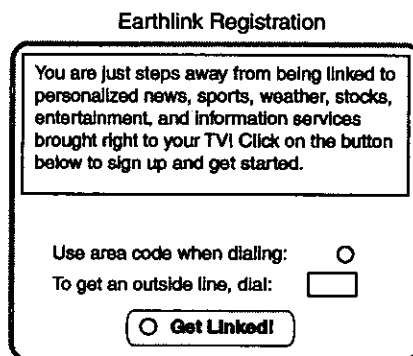 Earthlink Registration
You are just steps away from being linked to
personalized news, sports, weather, stocks,
entertainment, and information services
brought right to your TV! Click on the button
below to sign up and get started.
Use area code when dialing:
To get an outside line, dial:
Get Linked!